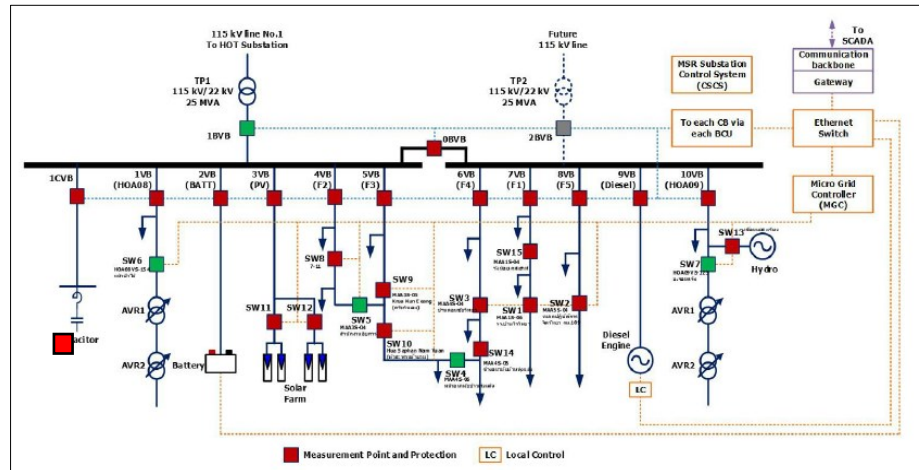 115 kV line No.1
To HOT Substation
Future
115 kV line
To
SCADA
Communication
backbone
Gateway
MSR Substation
Control System
(CSCS)
TP1
115 kV/22 kV
25 MVA
TP2
115 kV/22 kV
25 MVA
1BVB
0BVB
2BVB
To each CB via
each BCU
Ethernet
Switch
1CVB
1VB
(HOA08)
2VB
(BATT)
3VB
(PV)
4VB
(F2)
5VB
(F3)
6VB
(F4)
7VB
(F1)
8VB
(F5)
9VB
(Diesel)
10VB
(HOA09)
Micro Grid
Controller
(MGC)
SW13
Hydro
SW6
SW8
7-11
SW15
SW7
SW9
SW11
SW12
SW5
SW3
SW1
SW2
SW10
SW14
SW4
AVR1
AVR2
AVR1
AVR2
acitor
Battery
Solar
Farm
Diesel
Engine
LC
Measurement Point and Protection
LC Local Control